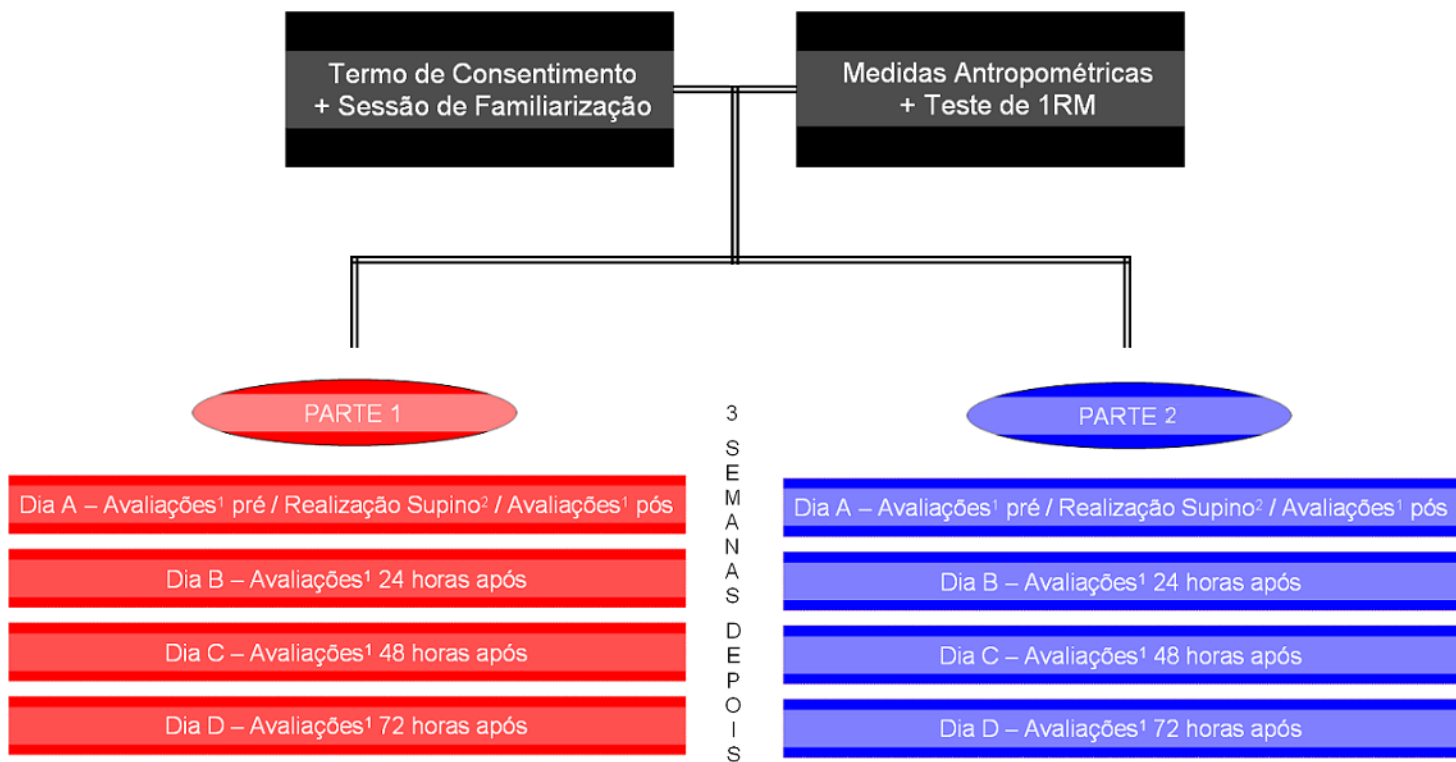 Termo de Consentimento
+ Sessão de Familiarização
Medidas Antropométricas
+ Teste de 1RM
PARTE 1
Dia A – Avaliações¹ pré / Realização Supino² / Avaliações¹ pós
Dia B – Avaliações¹ 24 horas após
Dia C – Avaliações¹ 48 horas após
Dia D – Avaliações¹ 72 horas após
3 SEMANAS DEPOIS
PARTE 2
Dia A – Avaliações¹ pré / Realização Supino² / Avaliações¹ pós
Dia B – Avaliações¹ 24 horas após
Dia C – Avaliações¹ 48 horas após
Dia D – Avaliações¹ 72 horas após